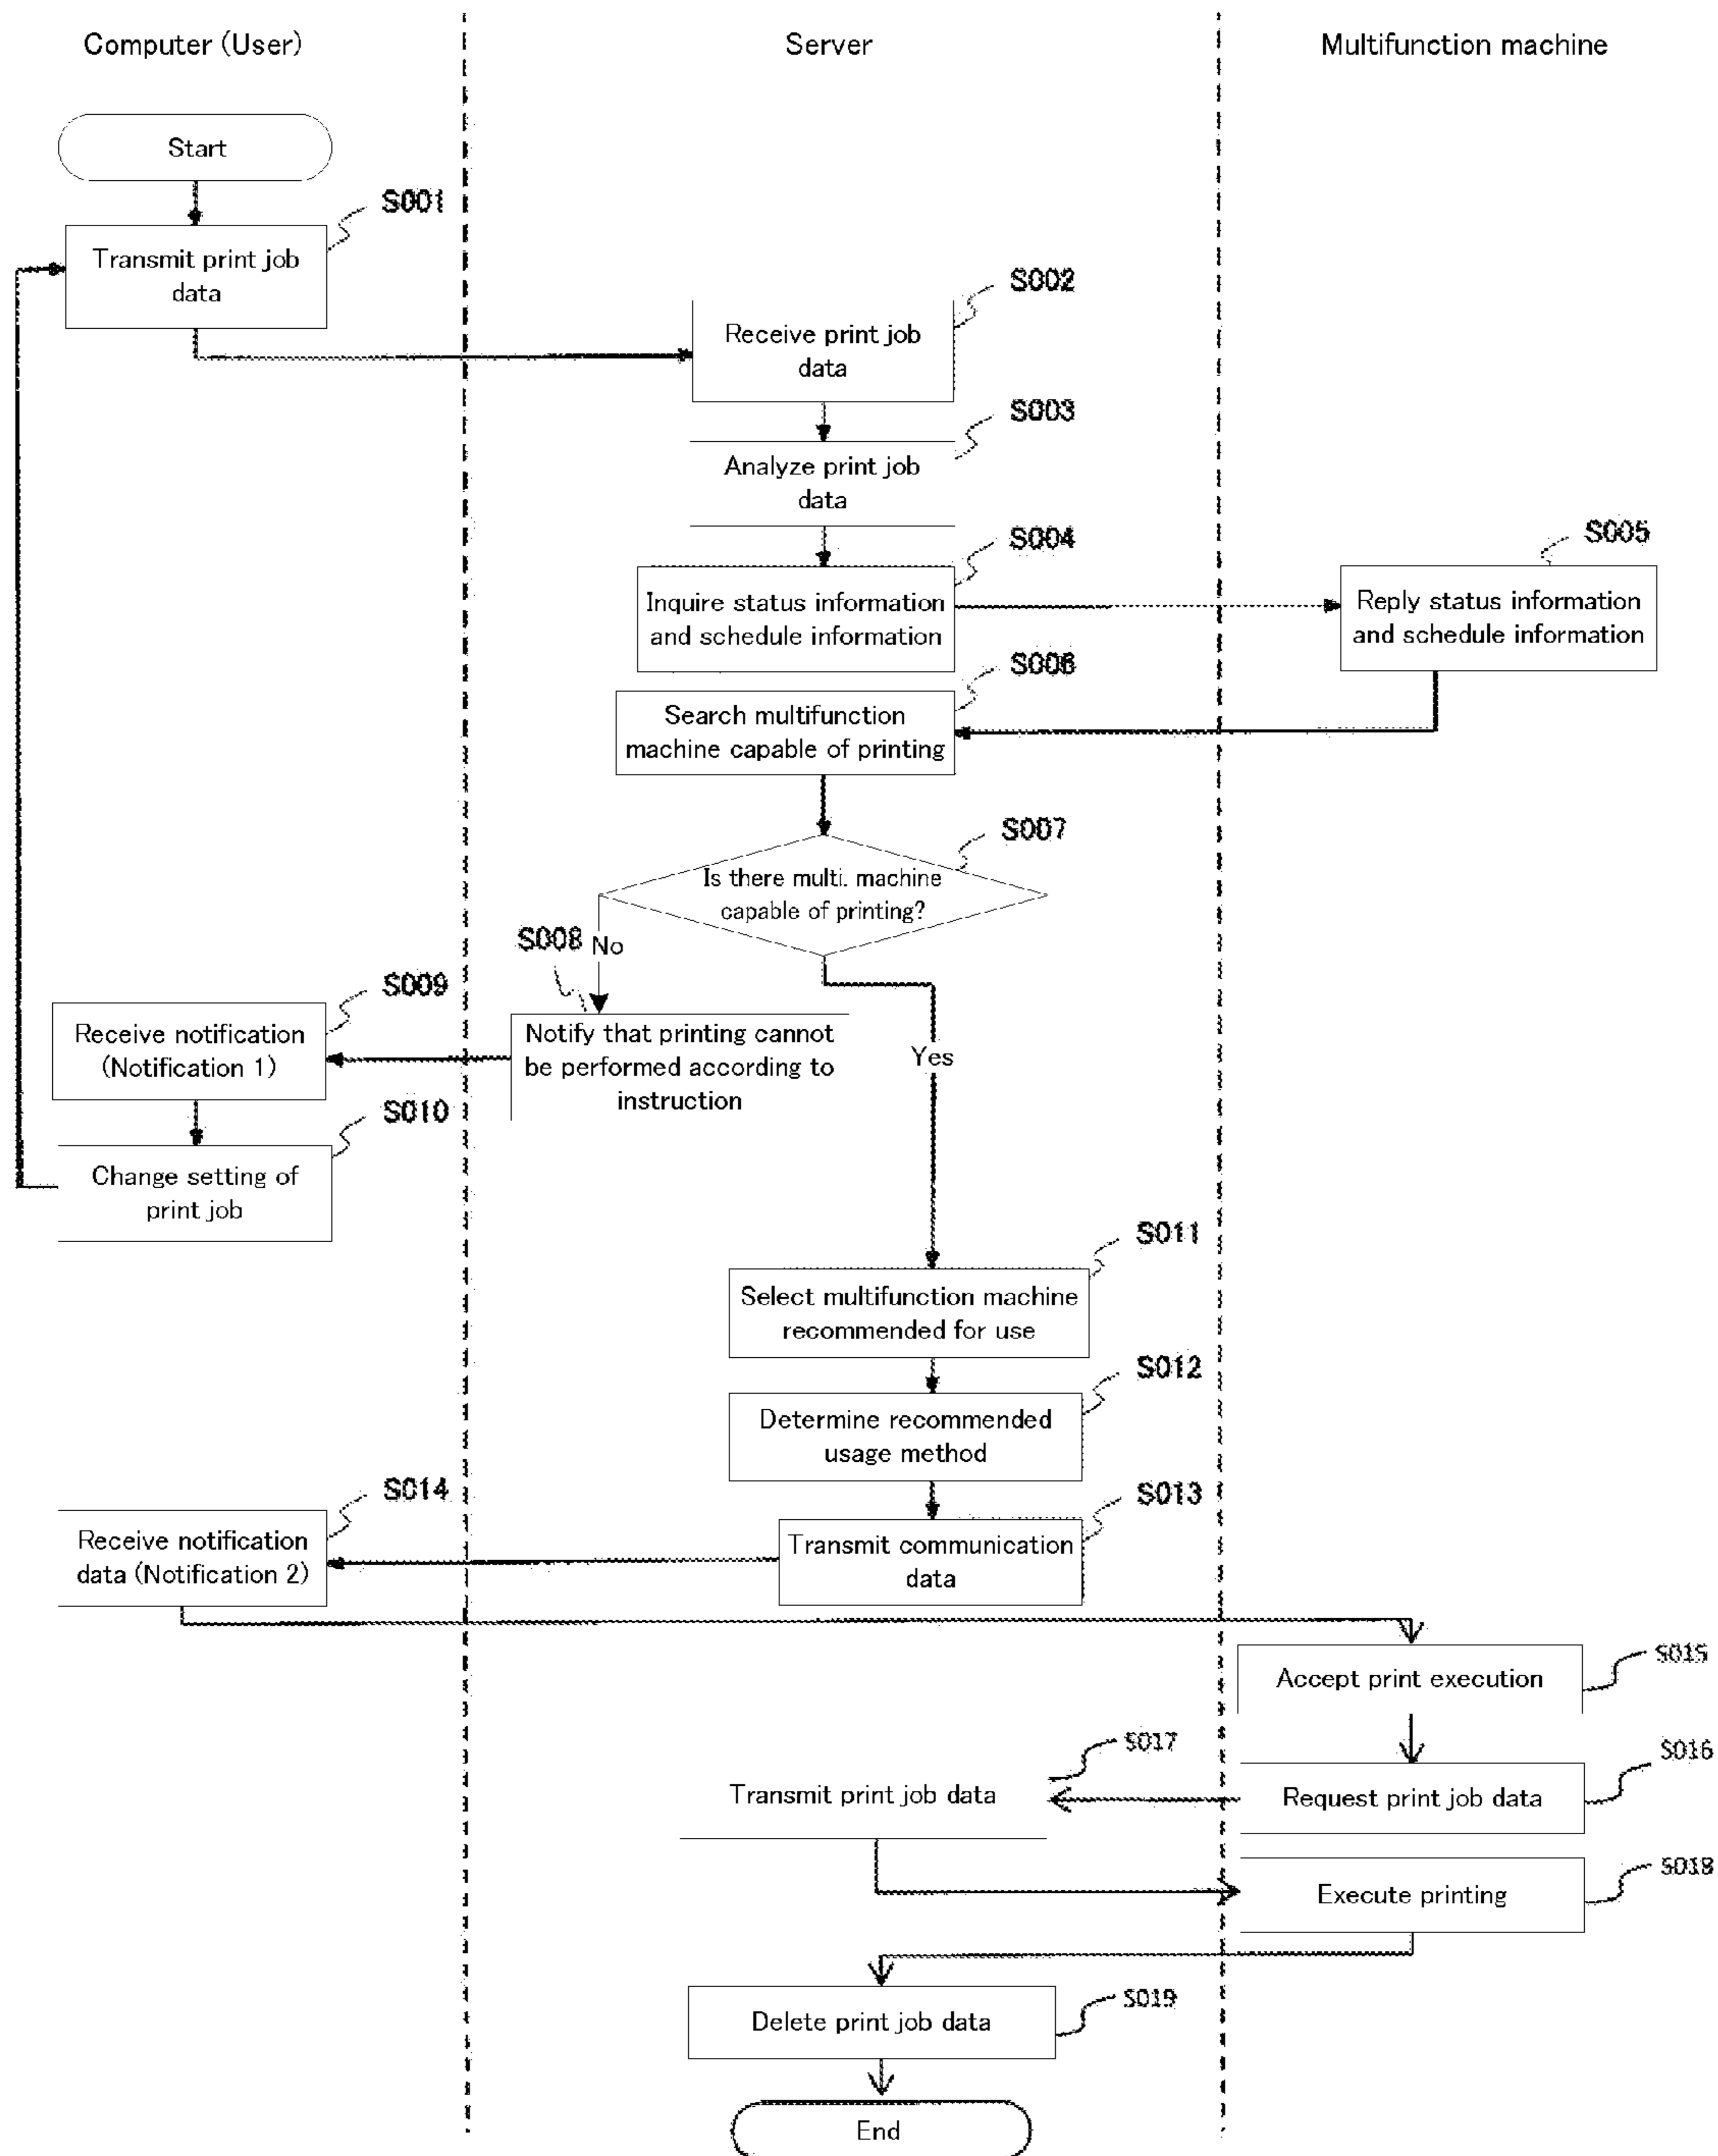 Computer (User)
Server
Multifunction machine
Start
S001
Transmit print job
data
S002
Receive print job
data
S003
Analyze print job
data
S004
Inquire status information
and schedule information
S005
Reply status information
and schedule information
S006
Search multifunction
machine capable of printing
S007
Is there multi. machine
capable of printing?
S008
No
Yes
S009
Receive notification
(Notification 1)
Notify that printing cannot
be performed according to
instruction
S010
Change setting of
print job
S011
Select multifunction machine
recommended for use
S012
Determine recommended
usage method
S013
Transmit communication
data
S014
Receive notification
data (Notification 2)
S015
Accept print execution
S016
Request print job data
S017
Transmit print job data
S018
Execute printing
S019
Delete print job data
End